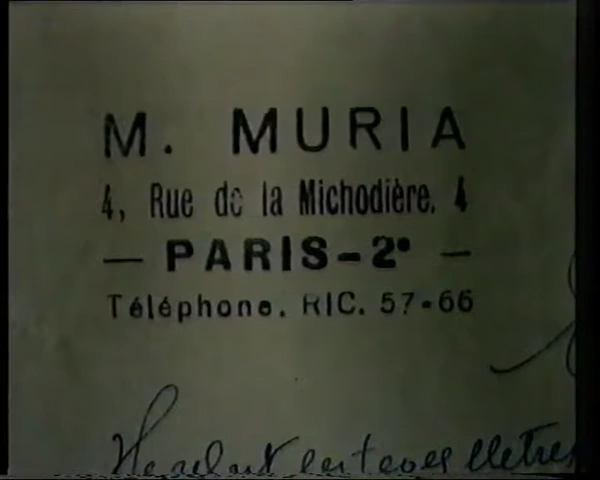 M. MURIA
4, Rue de la Michodière, 4
— PARIS-2e —
Téléphone. RIC. 57-66